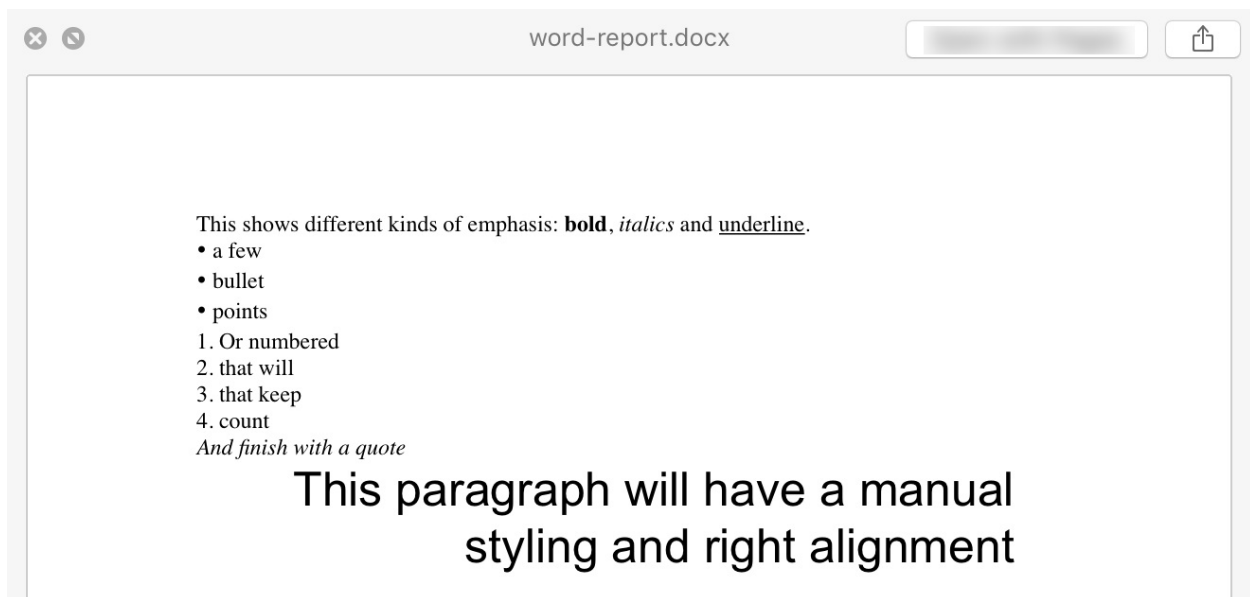 word-report.docx
This shows different kinds of emphasis: bold, italics and underline.
• a few
• bullet
• points
1. Or numbered
2. that will
3. that keep
4. count
And finish with a quote
This paragraph will have a manual
styling and right alignment